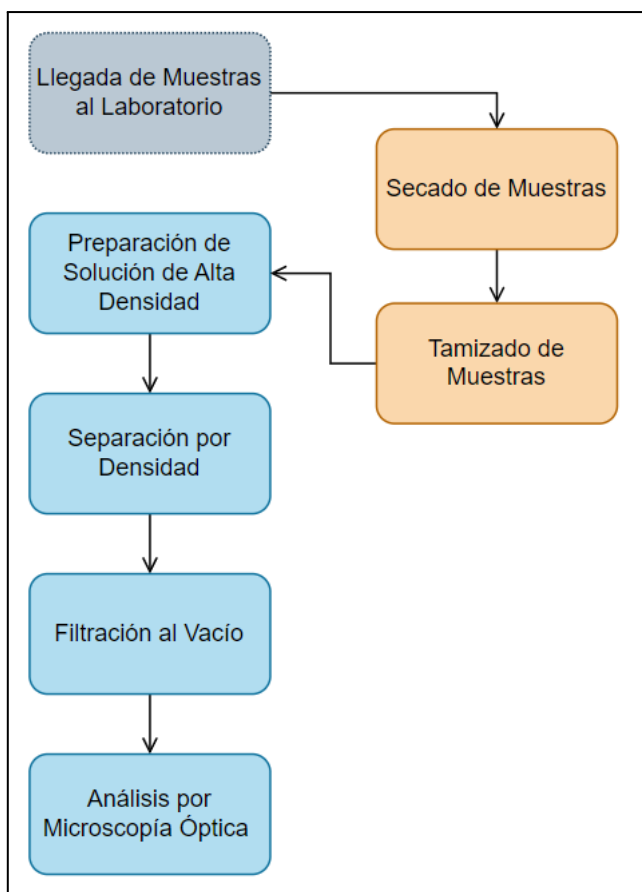 Llegada de Muestras
al Laboratorio
Secado de Muestras
Tamizado de
Muestras
Preparación de
Solución de Alta
Densidad
Separación por
Densidad
Filtración al Vacío
Análisis por
Microscopía Óptica